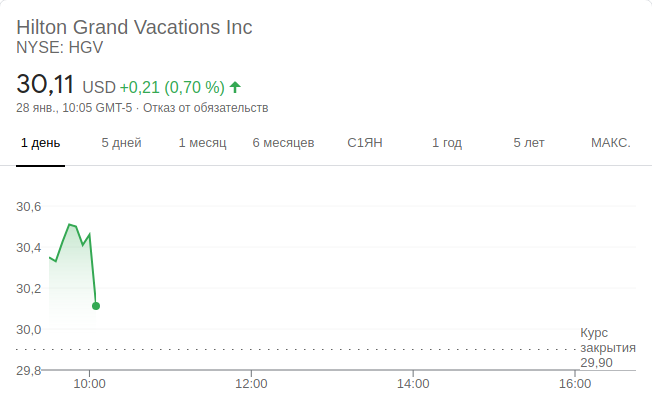 Hilton Grand Vacations Inc
NYSE: HGV
30,11 USD +0,21 (0,70 %)
28 янв., 10:05 GMT-5 · Отказ от обязательств
1 день 5 дней 1 месяц 6 месяцев С1ЯН 1 год 5 лет МАКС.
30,6
30,4
30,2
30,0
29,8
Курс
закрытия
29,90
10:00 12:00 14:00 16:00